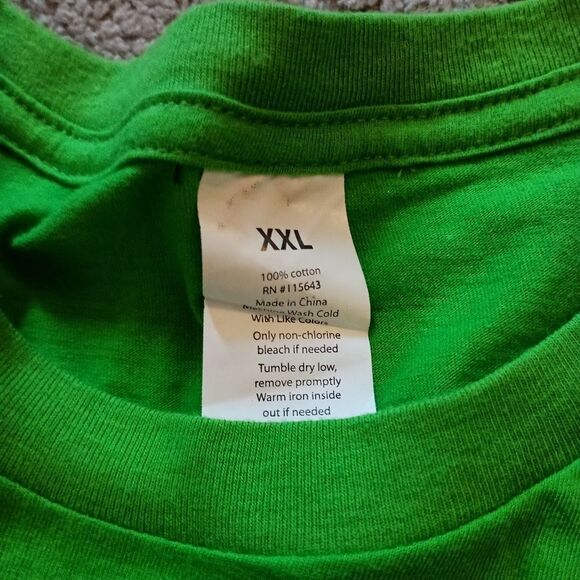 XXL
100% cotton
RN #115643
Made in China
Machine Wash Cold
With Like Colors
Only non-chlorine
bleach if needed
Tumble dry low,
remove promptly
Warm iron inside
out if needed